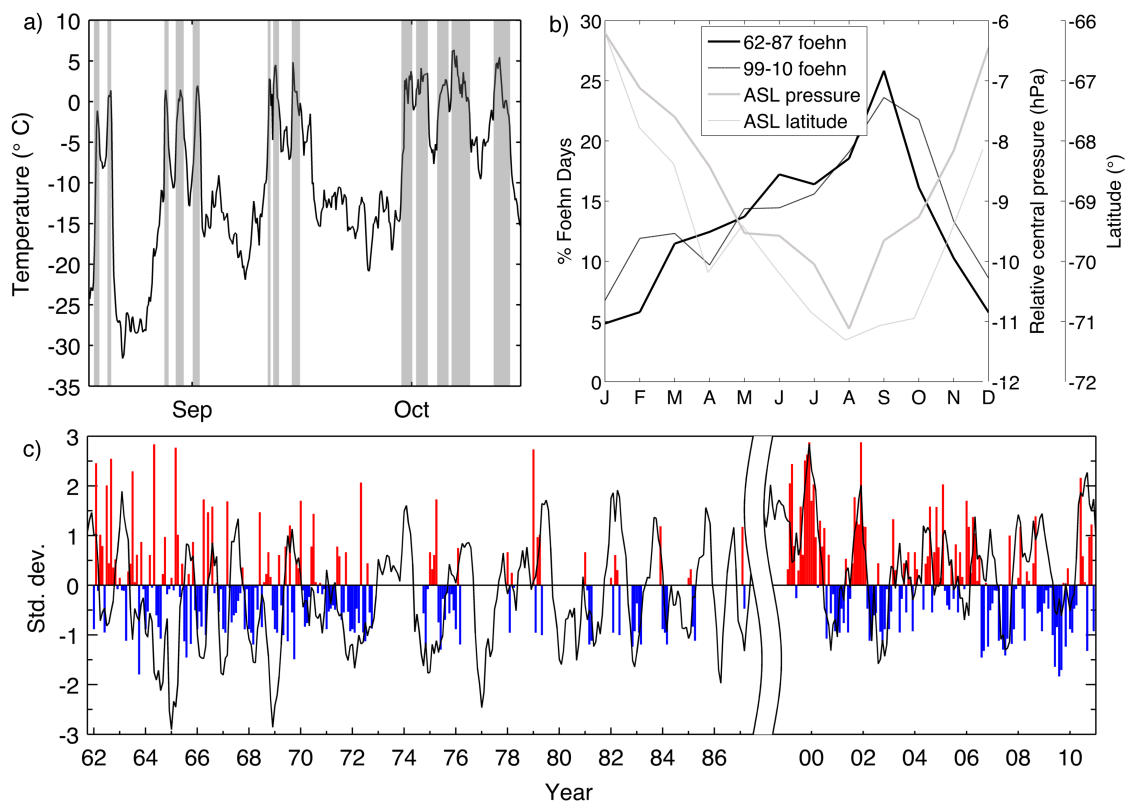 a)
10
5
0
-5
-10
-15
-20
-25
-30
-35
Temperature (° C)
Sep Oct
b)
30
25
20
15
10
5
0
% Foehn Days
62-87 foehn
99-10 foehn
ASL pressure
ASL latitude
J F M A M J J A S O N D
-6
-7
-8
-9
-10
-11
-12
Relative central pressure (hPa)
-66
-67
-68
-69
-70
-71
-72
Latitude (°)
c)
3
2
1
0
-1
-2
-3
Std. dev.
62 64 66 68 70 72 74 76 78 80 82 84 86 00 02 04 06 08 10
Year